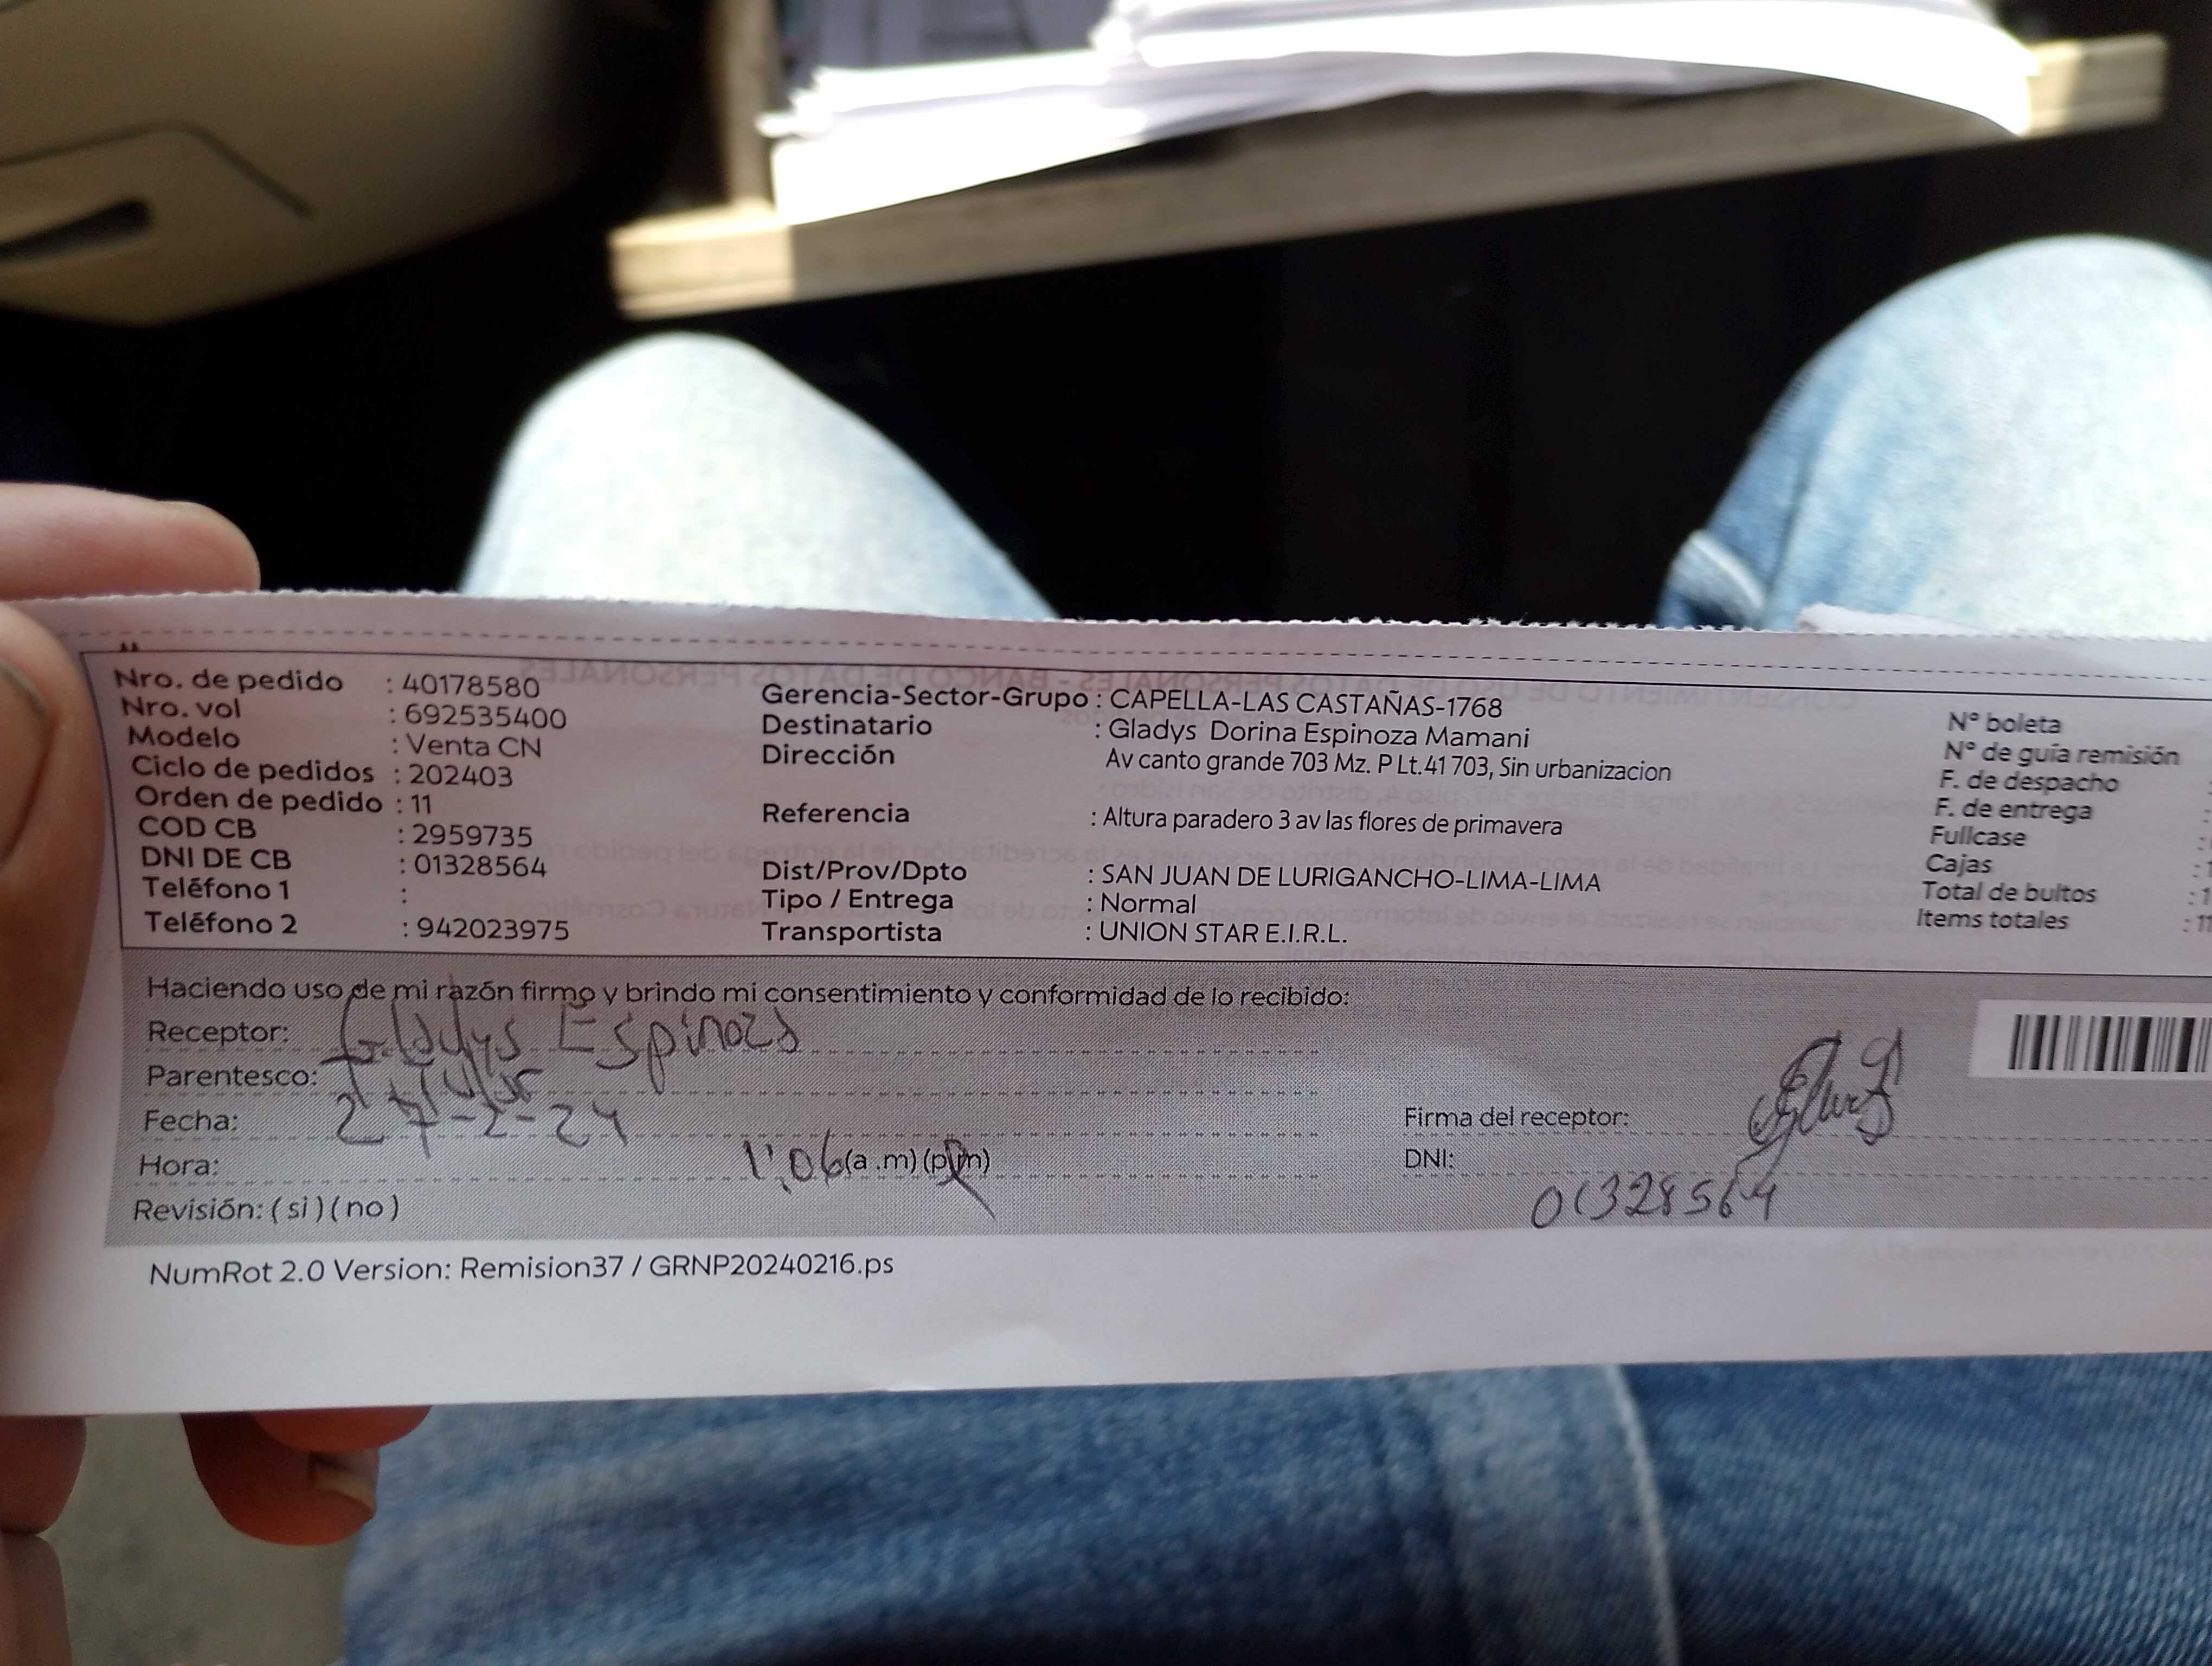 Nro. de pedido : 40178580
Nro. vol : 692535400
Modelo : Venta CN
Ciclo de pedidos : 202403
Orden de pedido : 11
COD CB : 2959735
DNI DE CB : 01328564
Teléfono 1 :
Teléfono 2 : 942023975
Gerencia-Sector-Grupo : CAPELLA-LAS CASTAÑAS-1768
Destinatario : Gladys Dorina Espinoza Mamani
Dirección Av canto grande 703 Mz. P Lt.41 703, Sin urbanizacion
Referencia : Altura paradero 3 av las flores de primavera
Dist/Prov/Dpto : SAN JUAN DE LURIGANCHO-LIMA-LIMA
Tipo / Entrega : Normal
Transportista : UNION STAR E.I.R.L.
N° boleta
N° de guía remisión
F. de despacho :
F. de entrega :
Fullcase :
Cajas : 1
Total de bultos : 1
Items totales : 11
Haciendo uso de mi razón firmo y brindo mi consentimiento y conformidad de lo recibido:
Receptor: Gladys Espinoza
Parentesco:
Fecha: 27-2-24
Hora: 1:06 (a .m) (p.m)
Revisión: ( si ) ( no )
Firma del receptor:
DNI: 01328564
NumRot 2.0 Version: Remision37 / GRNP20240216.ps